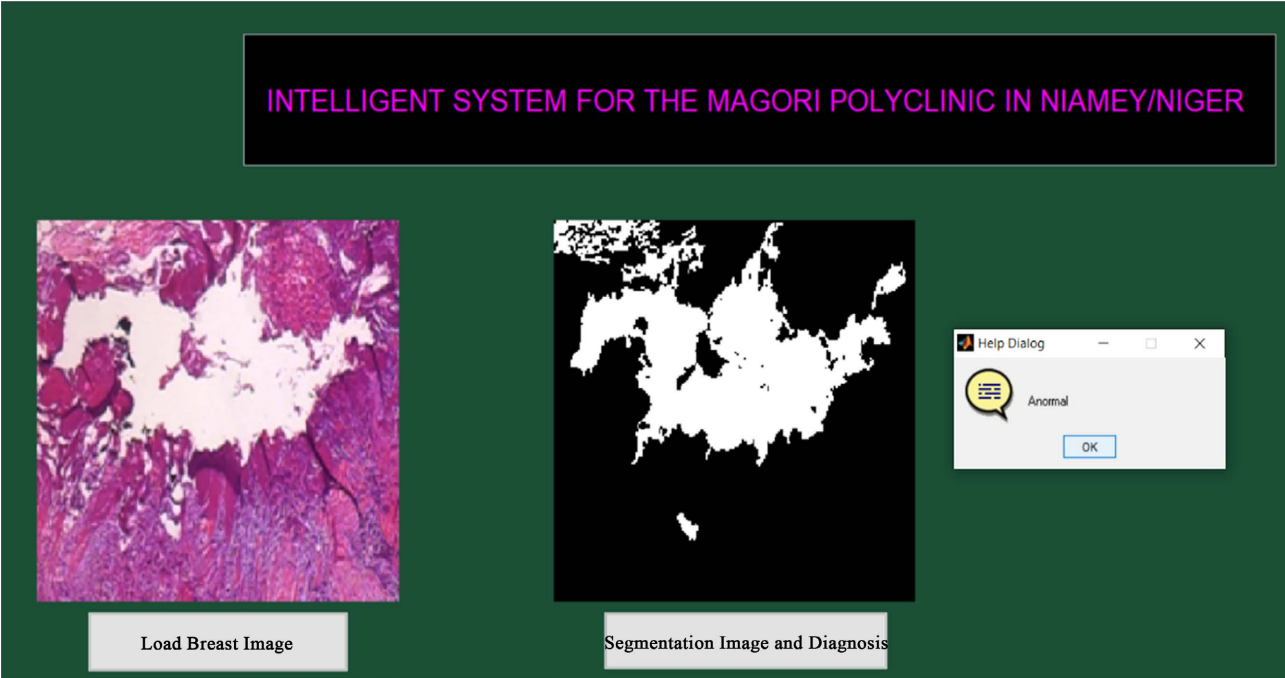 INTELLIGENT SYSTEM FOR THE MAGORI POLYCLINIC IN NIAMEY/NIGER
Help Dialog
Anormal
OK
Load Breast Image
Segmentation Image and Diagnosis